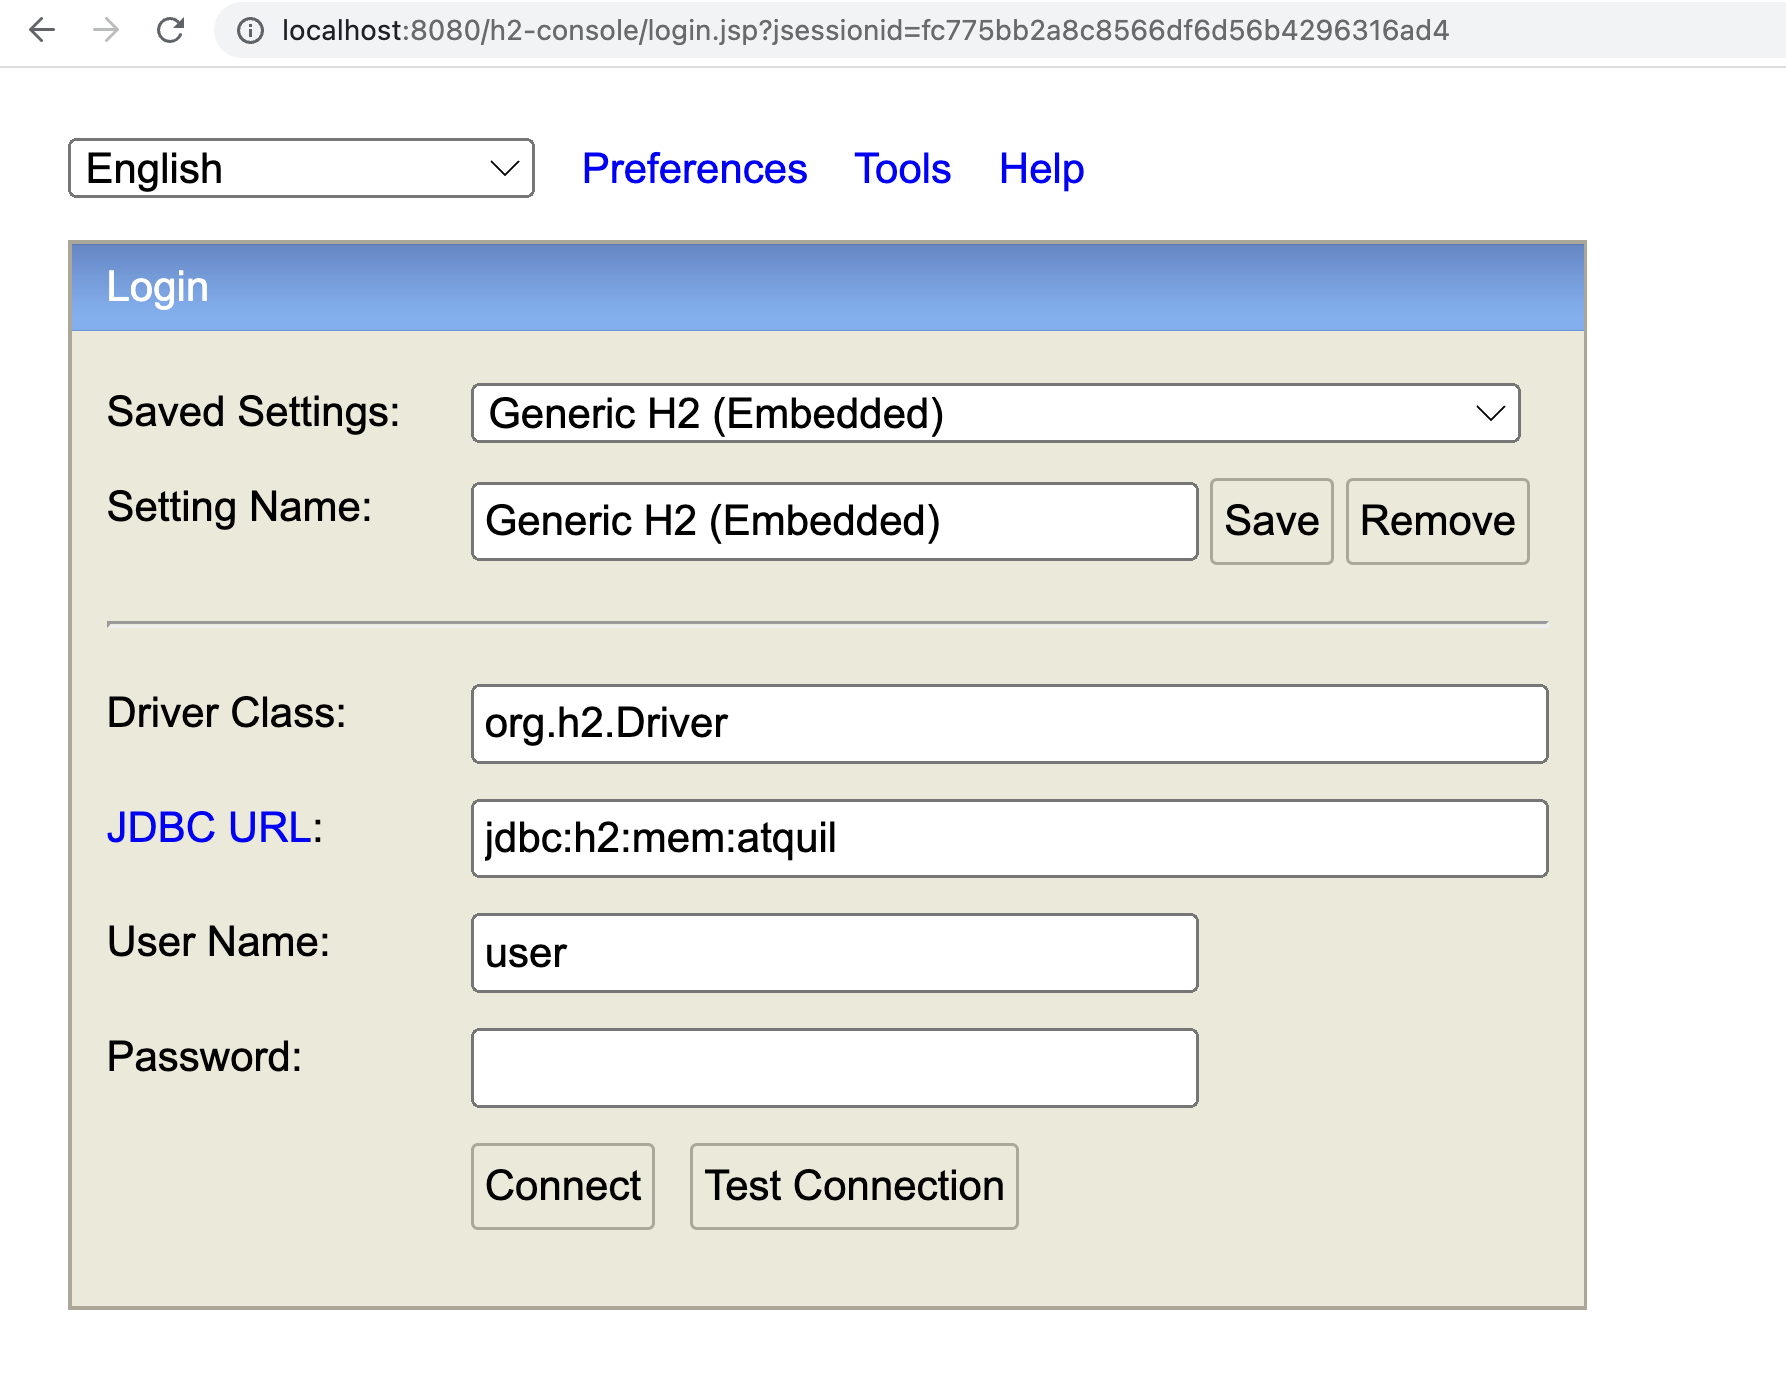 localhost:8080/h2-console/login.jsp?jsessionid=fc775bb2a8c8566df6d56b4296316ad4
English Preferences Tools Help
Login
Saved Settings: Generic H2 (Embedded)
Setting Name: Generic H2 (Embedded) Save Remove
Driver Class: org.h2.Driver
JDBC URL: jdbc:h2:mem:atquil
User Name: user
Password:
Connect Test Connection